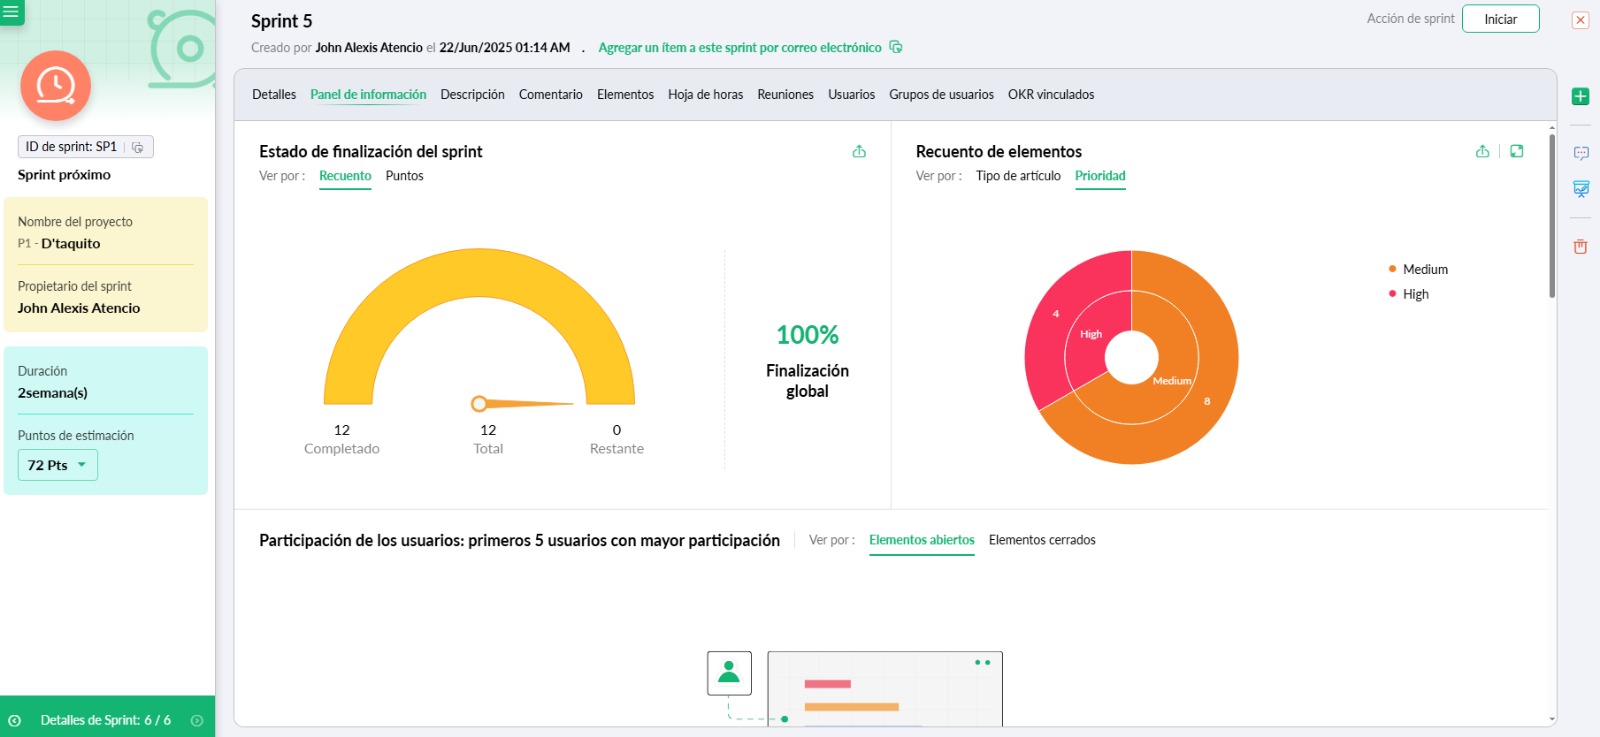 Sprint 5
Creado por John Alexis Atencio el 22/Jun/2025 01:14 AM . Agregar un ítem a este sprint por correo electrónico
Acción de sprint Iniciar
ID de sprint: SP1
Sprint próximo
Nombre del proyecto
P1 - D'taquito
Propietario del sprint
John Alexis Atencio
Duración
2semana(s)
Puntos de estimación
72 Pts
Detalles de Sprint: 6 / 6
Detalles Panel de información Descripción Comentario Elementos Hoja de horas Reuniones Usuarios Grupos de usuarios OKR vinculados
Estado de finalización del sprint
Ver por : Recuento Puntos
12 Completado
12 Total
0 Restante
100%
Finalización
global
Recuento de elementos
Ver por : Tipo de artículo Prioridad
4
High
Medium
8
Medium
High
Participación de los usuarios: primeros 5 usuarios con mayor participación Ver por : Elementos abiertos Elementos cerrados